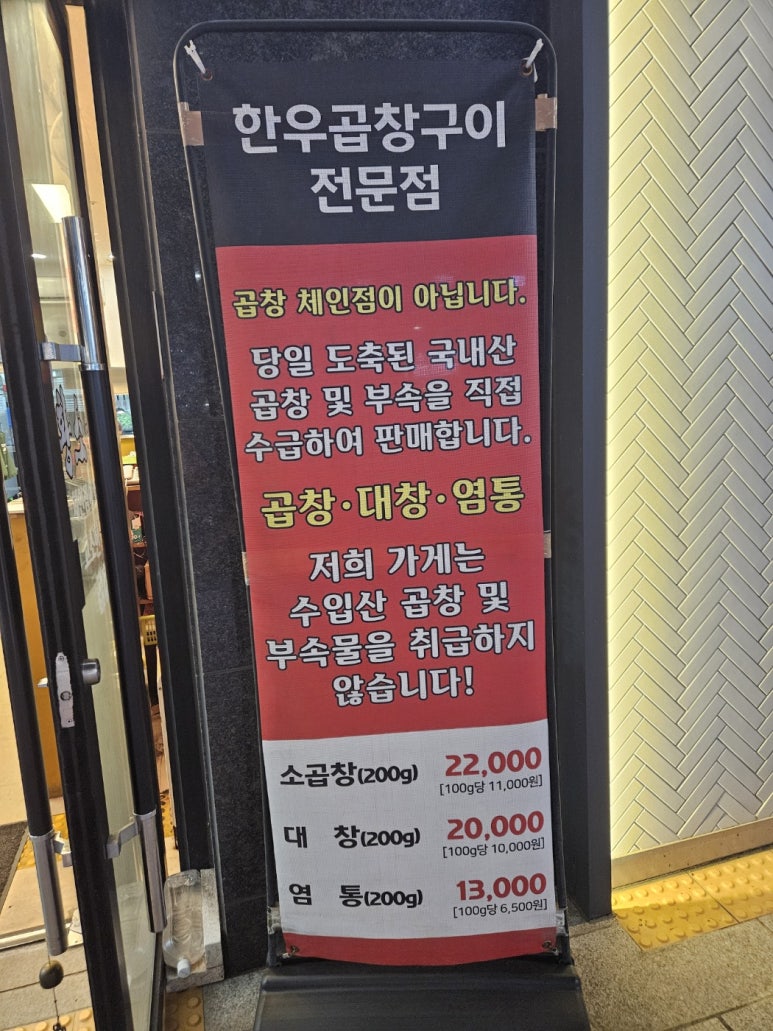 한우곱창구이
전문점
곱창 체인점이 아닙니다.
당일 도축된 국내산
곱창 및 부속을 직접
수급하여 판매합니다.
곱창·대창·염통
저희 가게는
수입산 곱창 및
부속물을 취급하지
않습니다!
소곱창(200g) 22,000
[100g당 11,000원]
대 창(200g) 20,000
[100g당 10,000원]
염 통(200g) 13,000
[100g당 6,500원]